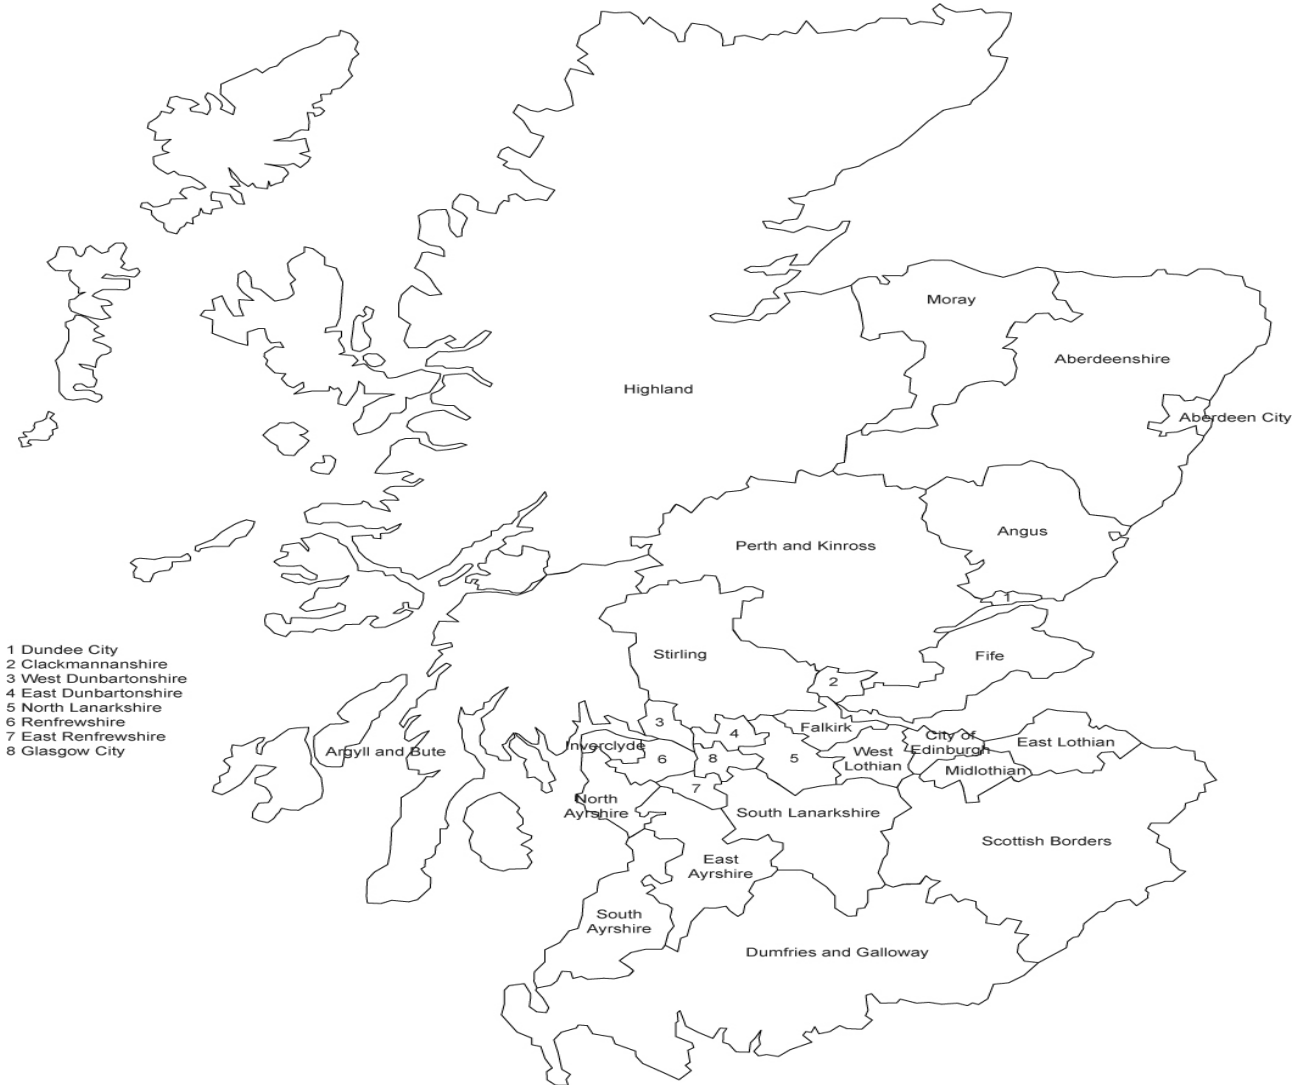 Moray
Aberdeenshire
Highland
Aberdeen City
Angus
Perth and Kinross
1
1 Dundee City
2 Clackmannanshire
3 West Dunbartonshire
4 East Dunbartonshire
5 North Lanarkshire
6 Renfrewshire
7 East Renfrewshire
8 Glasgow City
Stirling
Fife
2
3
Falkirk
4
City of
Edinburgh
East Lothian
Inverclyde
Argyll and Bute
6
8
5
West
Lothian
Midlothian
7
North
Ayrshire
South Lanarkshire
Scottish Borders
East
Ayrshire
South
Ayrshire
Dumfries and Galloway